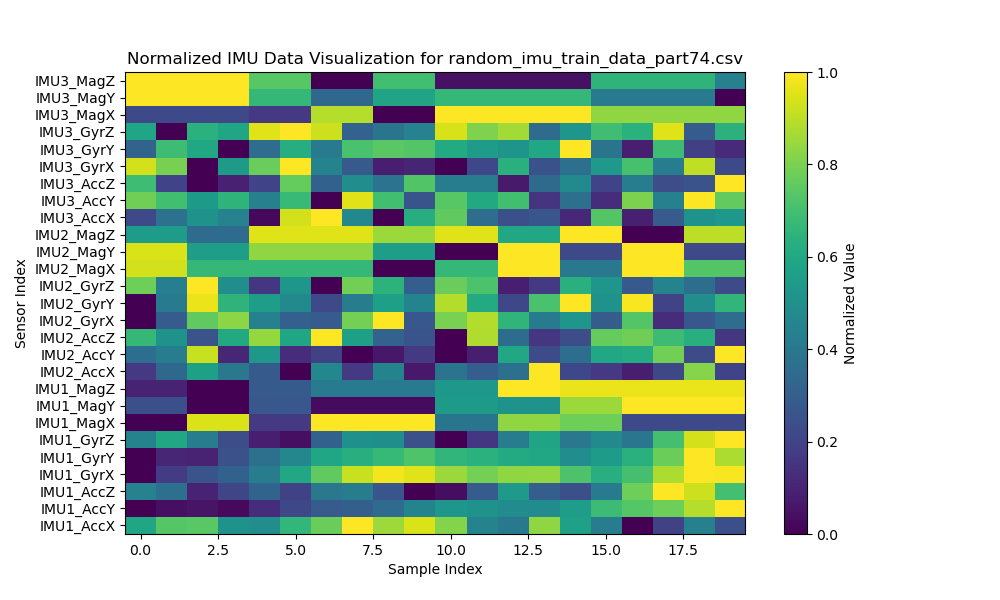 Normalized IMU Data Visualization for random_imu_train_data_part74.csv
IMU3_MagZ
IMU3_MagY
IMU3_MagX
IMU3_GyrZ
IMU3_GyrY
IMU3_GyrX
IMU3_AccZ
IMU3_AccY
IMU3_AccX
IMU2_MagZ
IMU2_MagY
IMU2_MagX
IMU2_GyrZ
IMU2_GyrY
IMU2_GyrX
IMU2_AccZ
IMU2_AccY
IMU2_AccX
IMU1_MagZ
IMU1_MagY
IMU1_MagX
IMU1_GyrZ
IMU1_GyrY
IMU1_GyrX
IMU1_AccZ
IMU1_AccY
IMU1_AccX
Sensor Index
0.0 2.5 5.0 7.5 10.0 12.5 15.0 17.5
Sample Index
1.0
0.8
0.6
0.4
0.2
0.0
Normalized Value